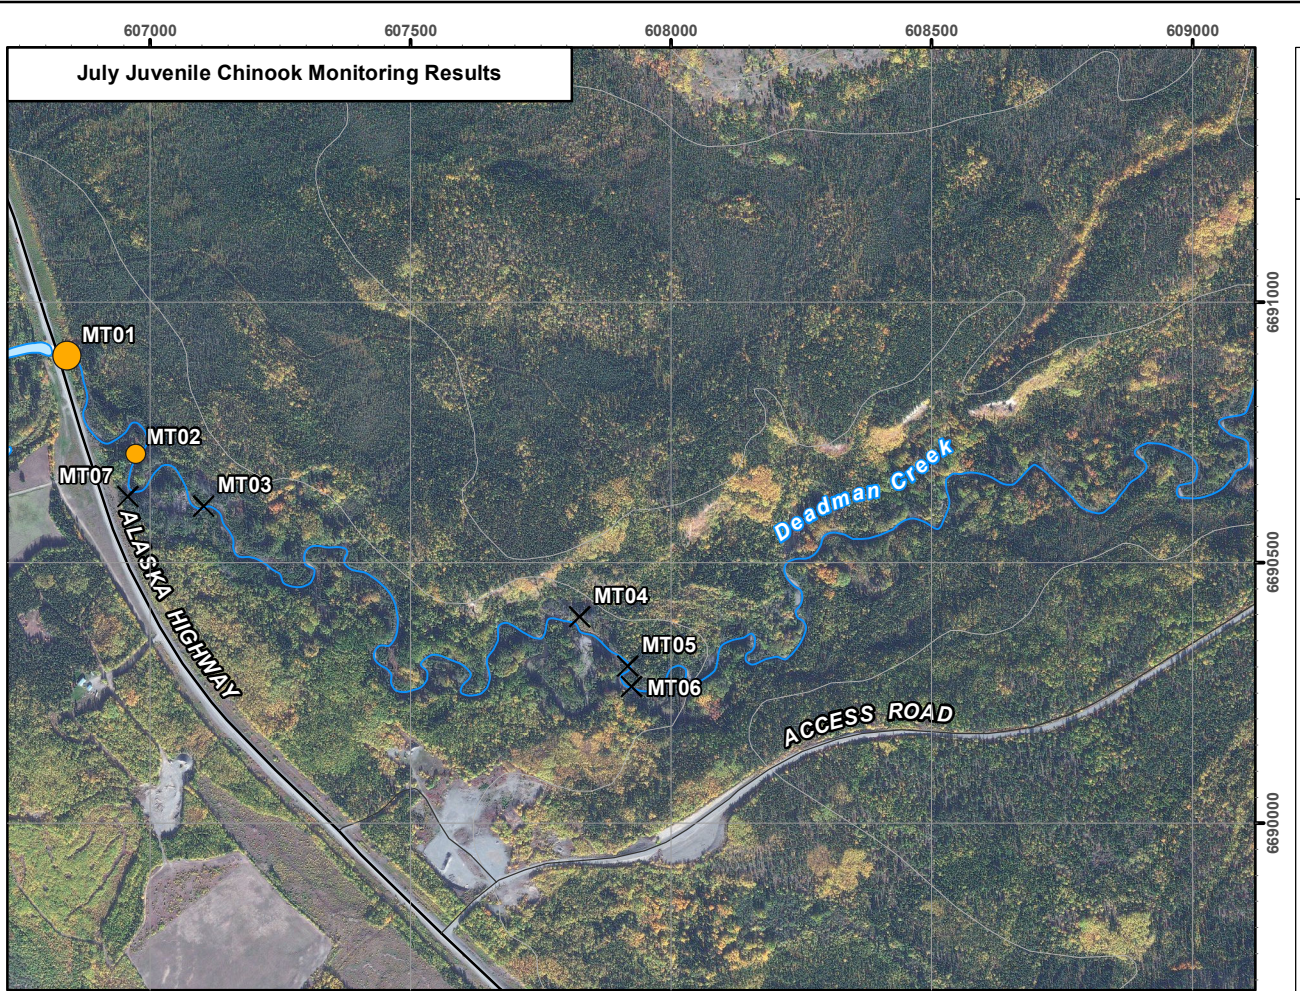 607000
607500
608000
608500
609000
July Juvenile Chinook Monitoring Results
6691000
MT01
MT02
MT07
MT03
Deadman Creek
ALASKA HIGHWAY
6690500
MT04
MT05
MT06
ACCESS ROAD
6690000